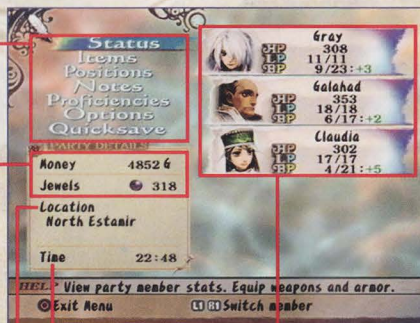 Status
Items
Positions
Notes
Proficiencies
Options
Quicksave
PARTY DETAILS
Money 4852 G
Jewels 318
Location
North Estamir
Time 22:48
Gray
HP 308
LP 11/11
BP 9/23:+3
Galahad
HP 353
LP 18/18
BP 6/17:+2
Claudia
HP 302
LP 17/17
BP 4/21:+5
HELP View party member stats. Equip weapons and armor.
Exit Menu L1 R1 Switch member